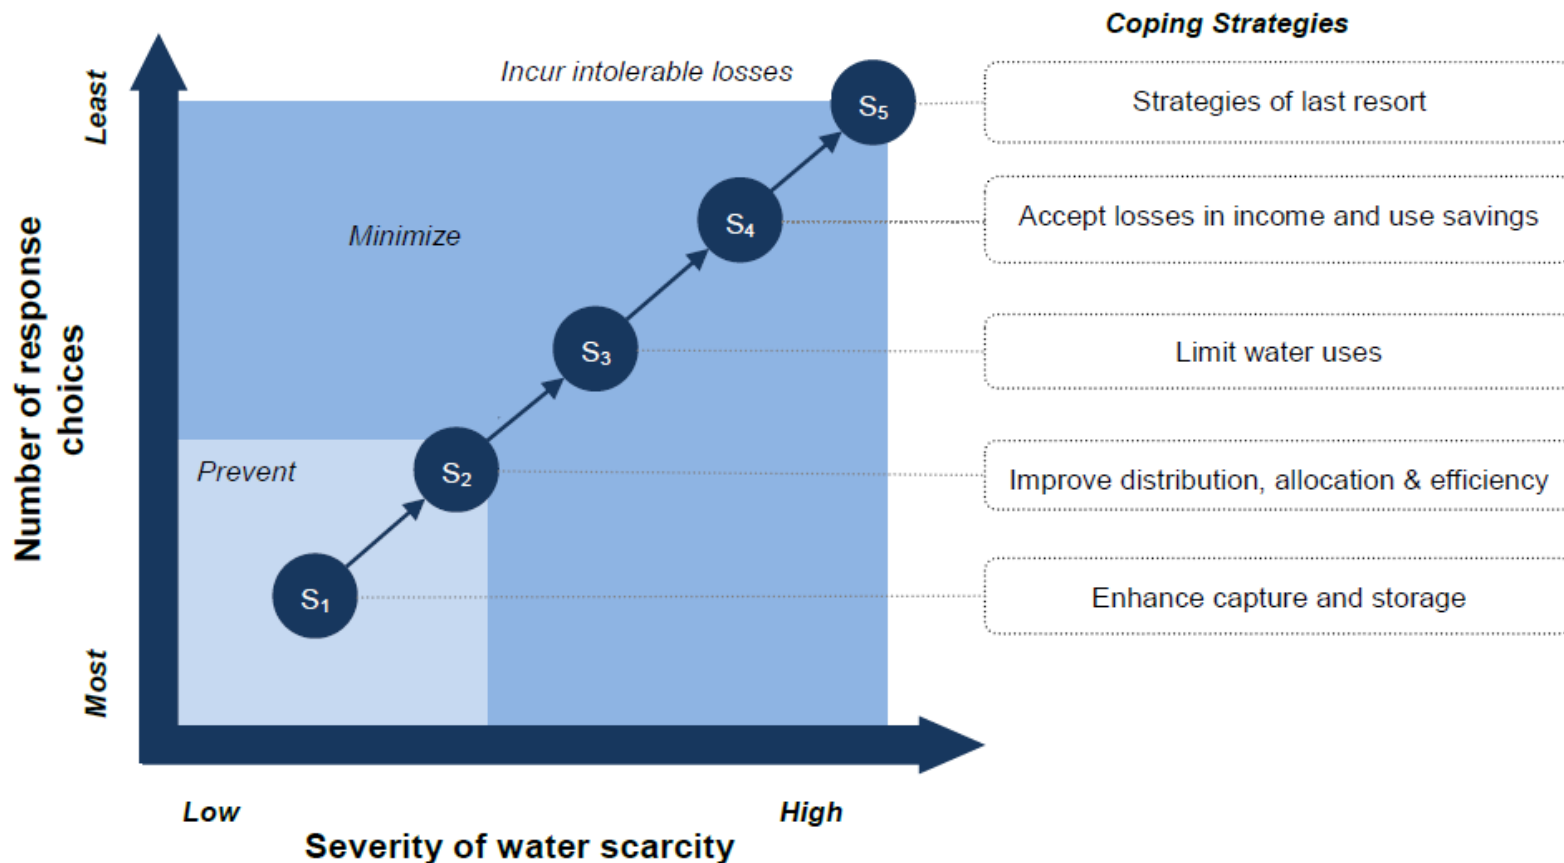 Coping Strategies
Least
Incur intolerable losses
S₅
Strategies of last resort
S₄
Accept losses in income and use savings
Minimize
Number of response
choices
S₃
Limit water uses
Prevent
S₂
Improve distribution, allocation & efficiency
S₁
Enhance capture and storage
Most
Low
High
Severity of water scarcity